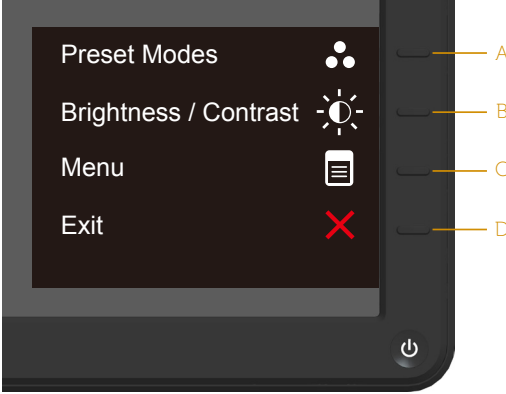 Preset Modes
A
Brightness / Contrast
B
Menu
C
Exit
D